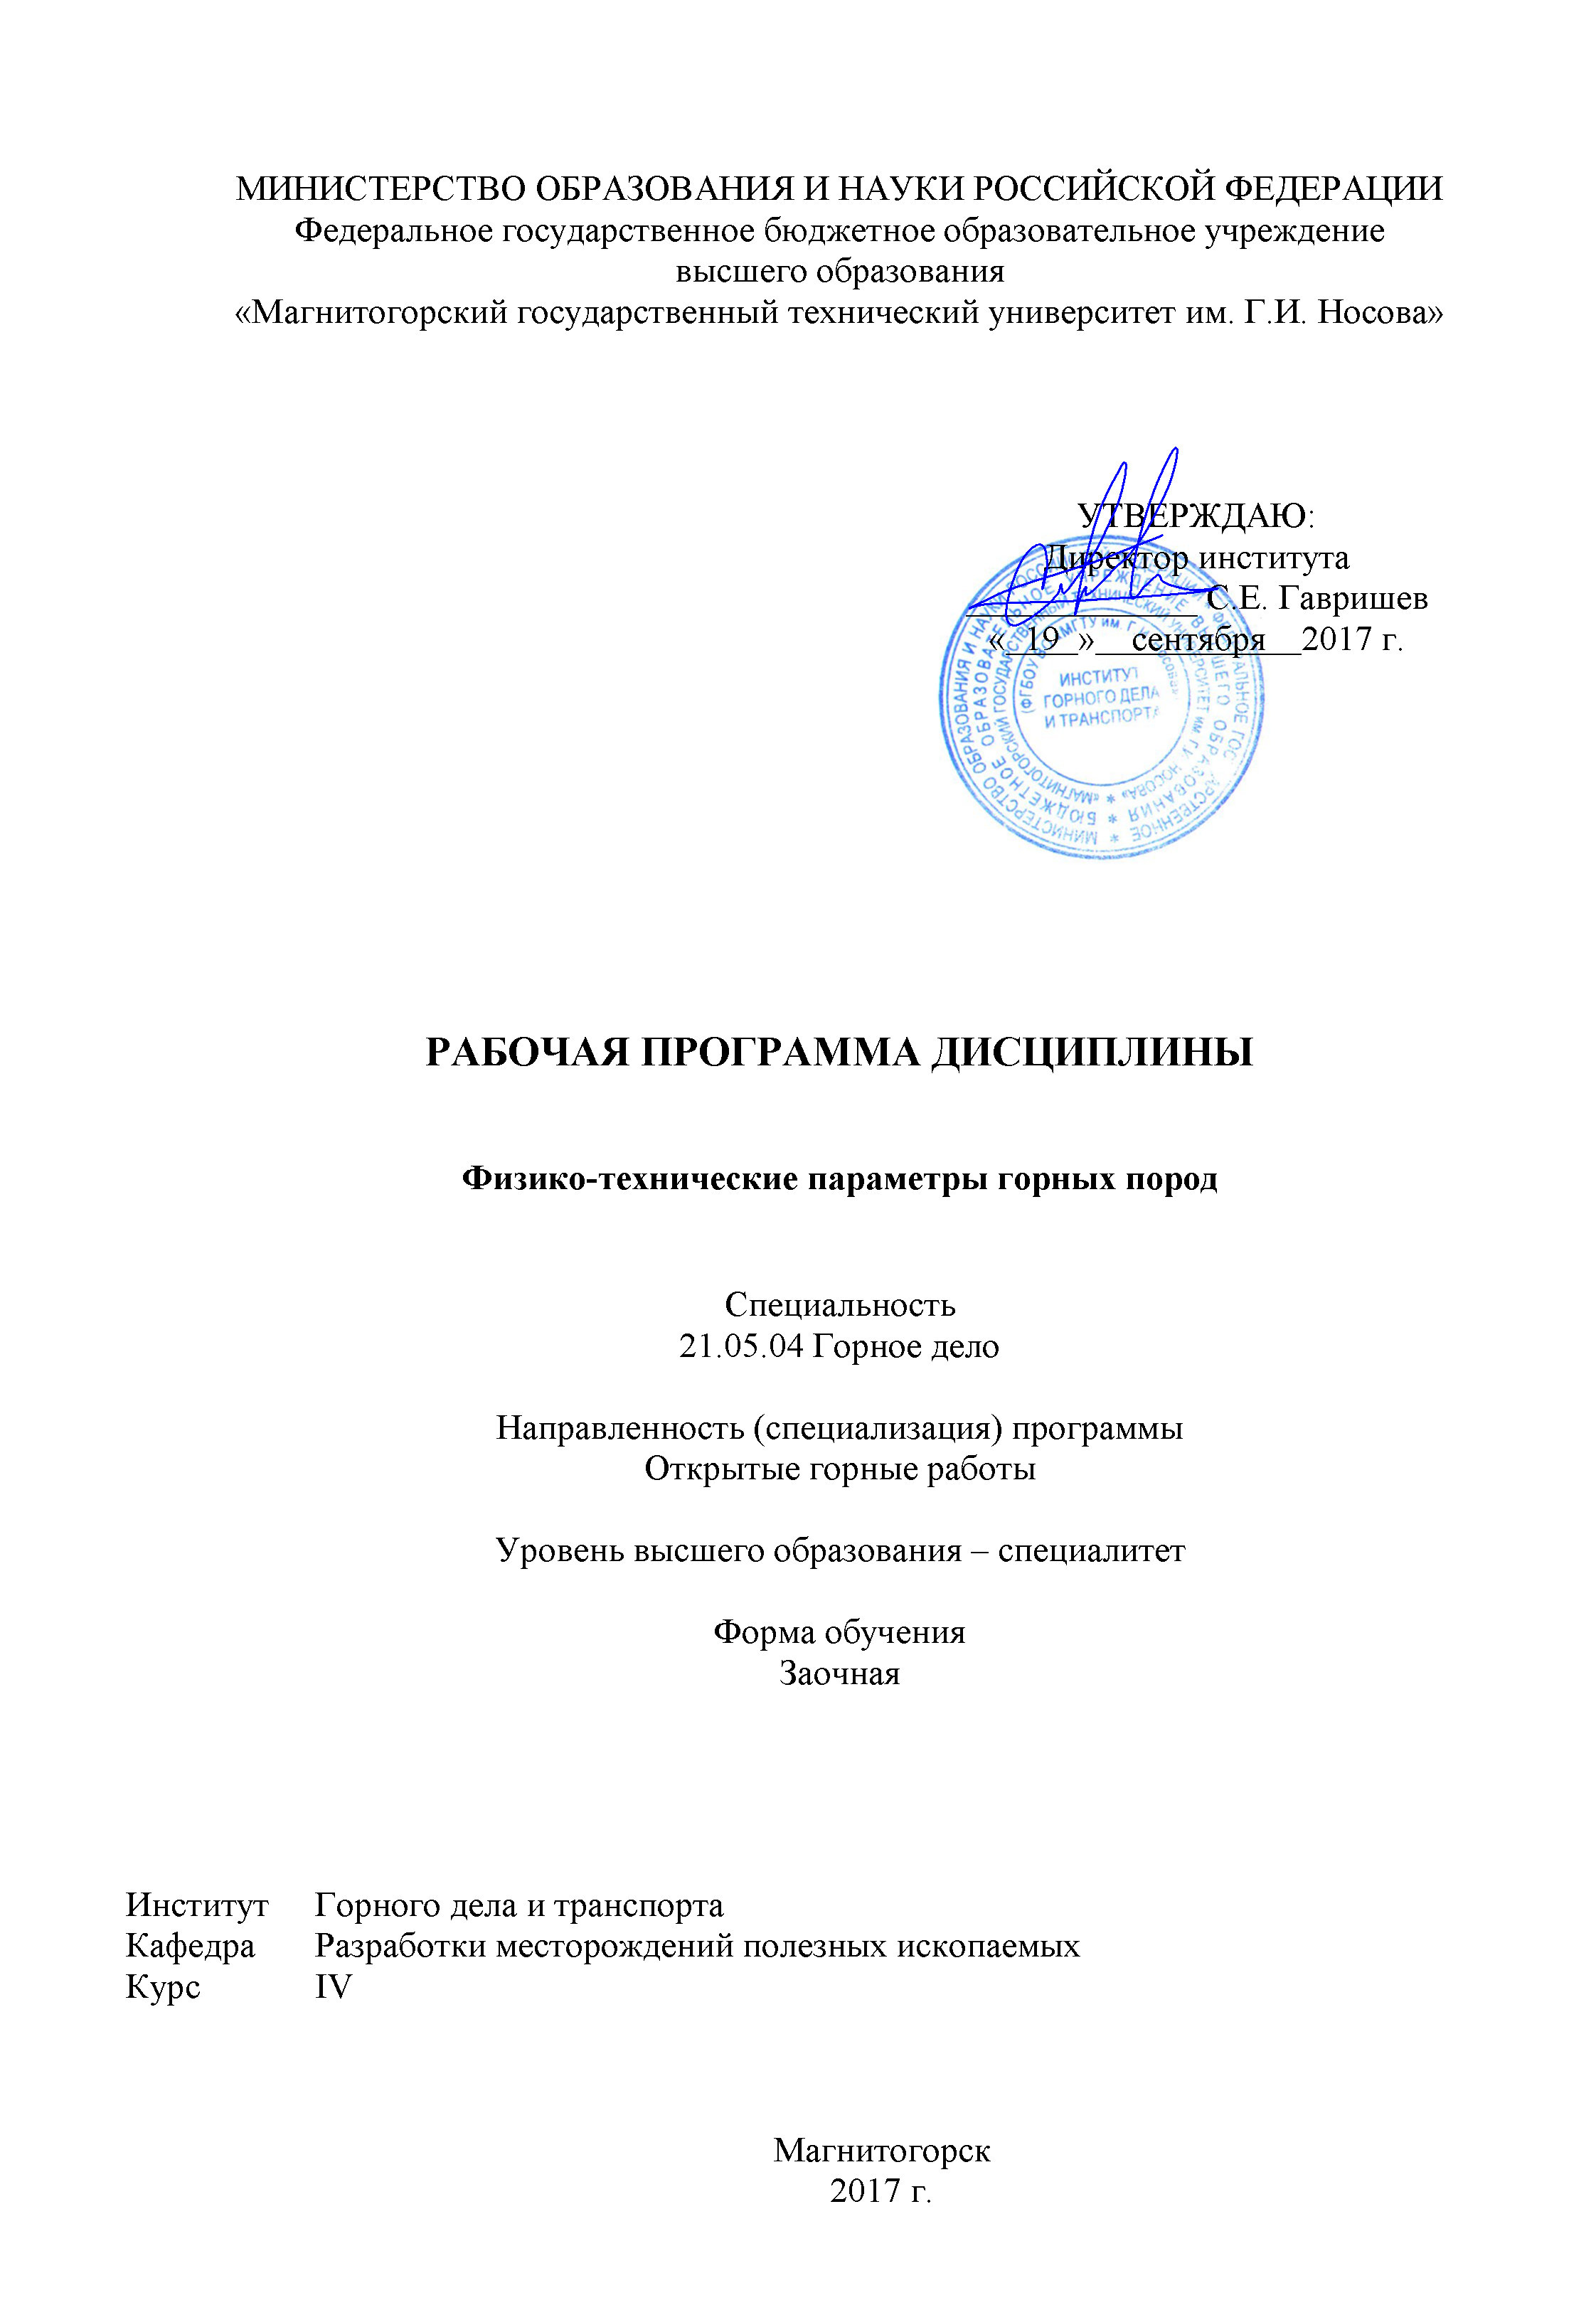 МИНИСТЕРСТВО ОБРАЗОВАНИЯ И НАУКИ РОССИЙСКОЙ ФЕДЕРАЦИИ
Федеральное государственное бюджетное образовательное учреждение
высшего образования
«Магнитогорский государственный технический университет им. Г.И. Носова»
УТВЕРЖДАЮ:
Директор института
_____________ С.Е. Гавришев
«_19_»__сентября__2017 г.
ИНСТИТУТ
ГОРНОГО ДЕЛА
И ТРАНСПОРТА
РАБОЧАЯ ПРОГРАММА ДИСЦИПЛИНЫ
Физико-технические параметры горных пород
Специальность
21.05.04 Горное дело
Направленность (специализация) программы
Открытые горные работы
Уровень высшего образования – специалитет
Форма обучения
Заочная
Институт Горного дела и транспорта
Кафедра Разработки месторождений полезных ископаемых
Курс IV
Магнитогорск
2017 г.